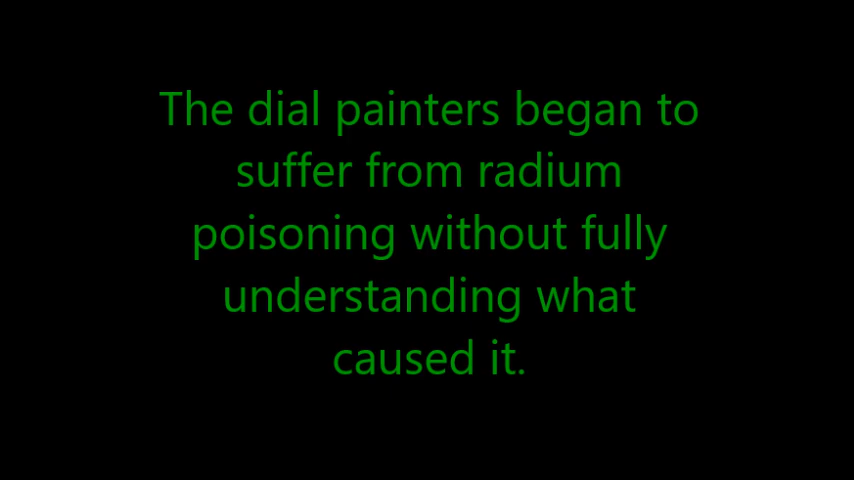 The dial painters began to
suffer from radium
poisoning without fully
understanding what
caused it.